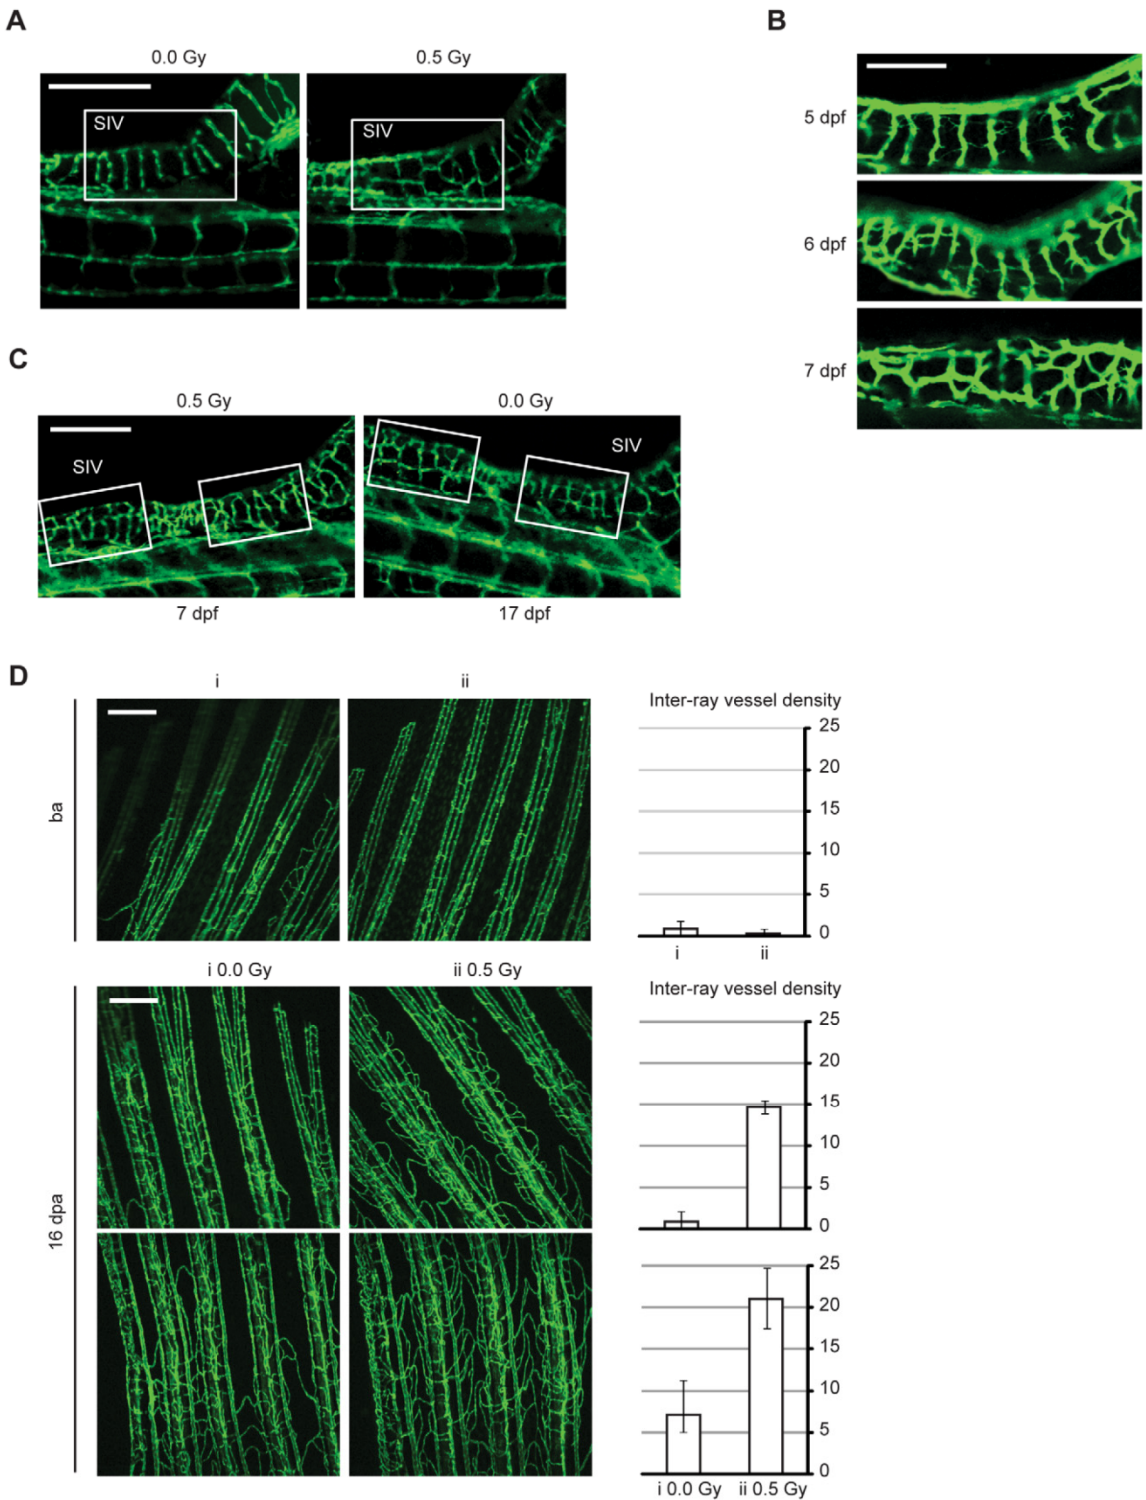 A
0.0 Gy
0.5 Gy
SIV
SIV
B
5 dpf
6 dpf
7 dpf
C
0.5 Gy
0.0 Gy
SIV
SIV
7 dpf
17 dpf
D
i
ii
ba
Inter-ray vessel density
25
20
15
10
5
0
i
ii
i 0.0 Gy
ii 0.5 Gy
16 dpa
Inter-ray vessel density
25
20
15
10
5
0
25
20
15
10
5
0
i 0.0 Gy
ii 0.5 Gy